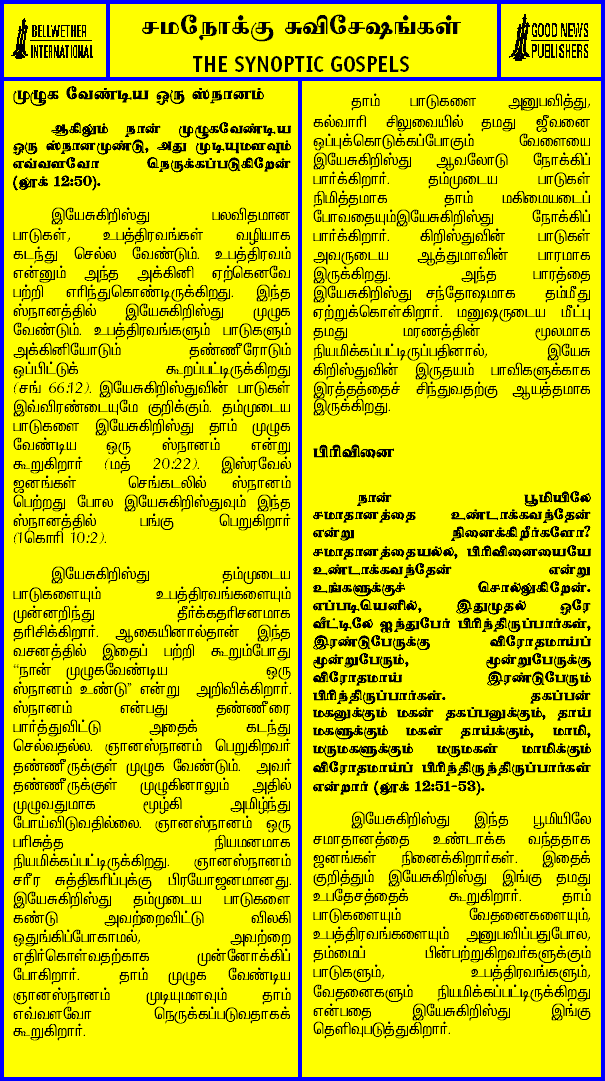 BELLWETHER
INTERNATIONAL
சமநோக்கு சுவிசேஷங்கள்
THE SYNOPTIC GOSPELS
GOOD NEWS
PUBLISHERS
முழுக வேண்டிய ஒரு ஸ்நானம்
ஆகிலும் நான் முழுகவேண்டிய
ஒரு ஸ்நானமுண்டு, அது முடியுமளவும்
எவ்வளவோ நெருக்கப்படுகிறேன்
(லூக் 12:50).
இயேசுகிறிஸ்து பலவிதமான
பாடுகள், உபத்திரவங்கள் வழியாக
கடந்து செல்ல வேண்டும். உபத்திரவம்
என்னும் அந்த அக்கினி ஏற்கெனவே
பற்றி எரிந்துகொண்டிருக்கிறது. இந்த
ஸ்நானத்தில் இயேசுகிறிஸ்து முழுக
வேண்டும். உபத்திரவங்களும் பாடுகளும்
அக்கினியோடும் தண்ணீரோடும்
ஒப்பிட்டுக் கூறப்பட்டிருக்கிறது
(சங் 66:12). இயேசுகிறிஸ்துவின் பாடுகள்
இவ்விரண்டையுமே குறிக்கும். தம்முடைய
பாடுகளை இயேசுகிறிஸ்து தாம் முழுக
வேண்டிய ஒரு ஸ்நானம் என்று
கூறுகிறார் (மத் 20:22). இஸ்ரவேல்
ஜனங்கள் செங்கடலில் ஸ்நானம்
பெற்றது போல இயேசுகிறிஸ்துவும் இந்த
ஸ்நானத்தில் பங்கு பெறுகிறார்
(1கொரி 10:2).
இயேசுகிறிஸ்து தம்முடைய
பாடுகளையும் உபத்திரவங்களையும்
முன்னறிந்து தீர்க்கதரிசனமாக
தரிசிக்கிறார். ஆகையினால்தான் இந்த
வசனத்தில் இதைப் பற்றி கூறும்போது
“நான் முழுகவேண்டிய ஒரு
ஸ்நானம் உண்டு” என்று அறிவிக்கிறார்.
ஸ்நானம் என்பது தண்ணீரை
பார்த்துவிட்டு அதைக் கடந்து
செல்வதல்ல. ஞானஸ்நானம் பெறுகிறவர்
தண்ணீருக்குள் முழுக வேண்டும். அவர்
தண்ணீருக்குள் முழுகினாலும் அதில்
முழுவதுமாக மூழ்கி அமிழ்ந்து
போய்விடுவதில்லை. ஞானஸ்நானம் ஒரு
பரிசுத்த நியமனமாக
நியமிக்கப்பட்டிருக்கிறது. ஞானஸ்நானம்
சரீர சுத்திகரிப்புக்கு பிரயோஜனமானது.
இயேசுகிறிஸ்து தம்முடைய பாடுகளை
கண்டு அவற்றைவிட்டு விலகி
ஒதுங்கிப்போகாமல், அவற்றை
எதிர்கொள்வதற்காக முன்னோக்கிப்
போகிறார். தாம் முழுக வேண்டிய
ஞானஸ்நானம் முடியுமளவும் தாம்
எவ்வளவோ நெருக்கப்படுவதாகக்
கூறுகிறார்.
தாம் பாடுகளை அனுபவித்து,
கல்வாரி சிலுவையில் தமது ஜீவனை
ஒப்புக்கொடுக்கப்போகும் வேளையை
இயேசுகிறிஸ்து ஆவலோடு நோக்கிப்
பார்க்கிறார். தம்முடைய பாடுகள்
நிமித்தமாக தாம் மகிமையடைப்
போவதையும்இயேசுகிறிஸ்து நோக்கிப்
பார்க்கிறார். கிறிஸ்துவின் பாடுகள்
அவருடைய ஆத்துமாவின் பாரமாக
இருக்கிறது. அந்த பாரத்தை
இயேசுகிறிஸ்து சந்தோஷமாக தம்மீது
ஏற்றுக்கொள்கிறார். மனுஷருடைய மீட்பு
தமது மரணத்தின் மூலமாக
நியமிக்கப்பட்டிருப்பதினால், இயேசு
கிறிஸ்துவின் இருதயம் பாவிகளுக்காக
இரத்தத்தைச் சிந்துவதற்கு ஆயத்தமாக
இருக்கிறது.
பிரிவினை
நான் பூமியிலே
சமாதானத்தை உண்டாக்கவந்தேன்
என்று நினைக்கிறீர்களோ?
சமாதானத்தையல்ல, பிரிவினையையே
உண்டாக்கவந்தேன் என்று
உங்களுக்குச் சொல்லுகிறேன்.
எப்படியெனில், இதுமுதல் ஒரே
வீட்டிலே ஐந்துபேர் பிரிந்திருப்பார்கள்,
இரண்டுபேருக்கு விரோதமாய்ப்
மூன்றுபேரும், மூன்றுபேருக்கு
விரோதமாய் இரண்டுபேரும்
பிரிந்திருப்பார்கள். தகப்பன்
மகனுக்கும் மகன் தகப்பனுக்கும், தாய்
மகளுக்கும் மகள் தாய்க்கும், மாமி,
மருமகளுக்கும் மருமகள் மாமிக்கும்
விரோதமாய்ப் பிரிந்திருந்திருப்பார்கள்
என்றார் (லூக் 12:51-53).
இயேசுகிறிஸ்து இந்த பூமியிலே
சமாதானத்தை உண்டாக்க வந்ததாக
ஜனங்கள் நினைக்கிறார்கள். இதைக்
குறித்தும் இயேசுகிறிஸ்து இங்கு தமது
உபதேசத்தைக் கூறுகிறார். தாம்
பாடுகளையும் வேதனைகளையும்,
உபத்திரவங்களையும் அனுபவிப்பதுபோல,
தம்மைப் பின்பற்றுகிறவர்களுக்கும்
பாடுகளும், உபத்திரவங்களும்,
வேதனைகளும் நியமிக்கப்பட்டிருக்கிறது
என்பதை இயேசுகிறிஸ்து இங்கு
தெளிவுபடுத்துகிறார்.